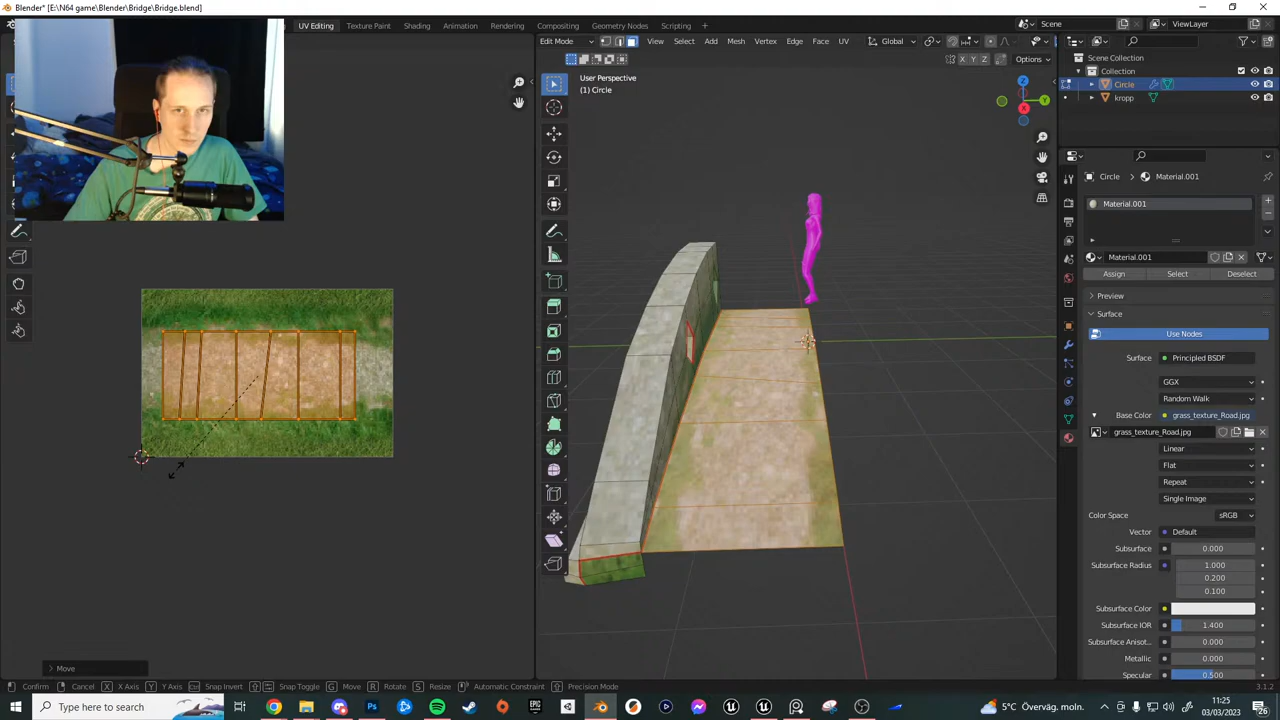 Blender* [E:\N64 game\Blender\Bridge\Bridge.blend]
UV Editing
Texture Paint
Shading
Animation
Rendering
Compositing
Geometry Nodes
Scripting
+
Scene
ViewLayer
Edit Mode
View
Select
Add
Mesh
Vertex
Edge
Face
UV
Global
X Y Z
Options
User Perspective
(1) Circle
Scene Collection
Collection
Circle
kropp
Circle
Material.001
Material.001
Material.001
Assign
Select
Deselect
Preview
Surface
Use Nodes
Surface
Principled BSDF
GGX
Random Walk
Base Color
grass_texture_Road.jpg
grass_texture_Road.jpg
Linear
Flat
Repeat
Single Image
Color Space
sRGB
Vector
Default
Subsurface
0.000
Subsurface Radius
1.000
0.200
0.100
Subsurface Color
Subsurface IOR
1.400
Subsurface Anisot..
0.000
Metallic
0.000
Specular
0.500
Move
Confirm
Cancel
X X Axis
Y Y Axis
Snap Invert
Snap Toggle
G Move
R Rotate
S Resize
Automatic Constraint
Precision Mode
3.1.2
Type here to search
5°C Överväg. moln.
11:25
03/03/2023